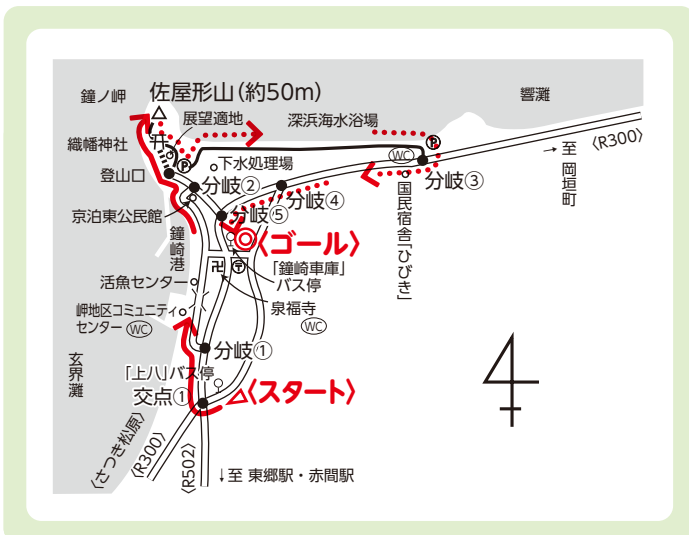 佐屋形山(約50m)
鐘ノ岬
響灘
展望適地
深浜海水浴場
織幡神社
P
〈R300〉
P
WC
→至 岡垣町
下水処理場
登山口
分岐②
分岐③
分岐④
京泊東公民館
分岐⑤
国民宿舎「ひびき」
鐘崎港
〈ゴール〉
「鐘崎車庫」
バス停
活魚センター
泉福寺
岬地区コミュニティ
センター WC
WC
分岐①
玄界灘
「上八」バス停
交点①
〈スタート〉
〈さつき松原〉
〈R300〉
〈R502〉
↓至 東郷駅・赤間駅